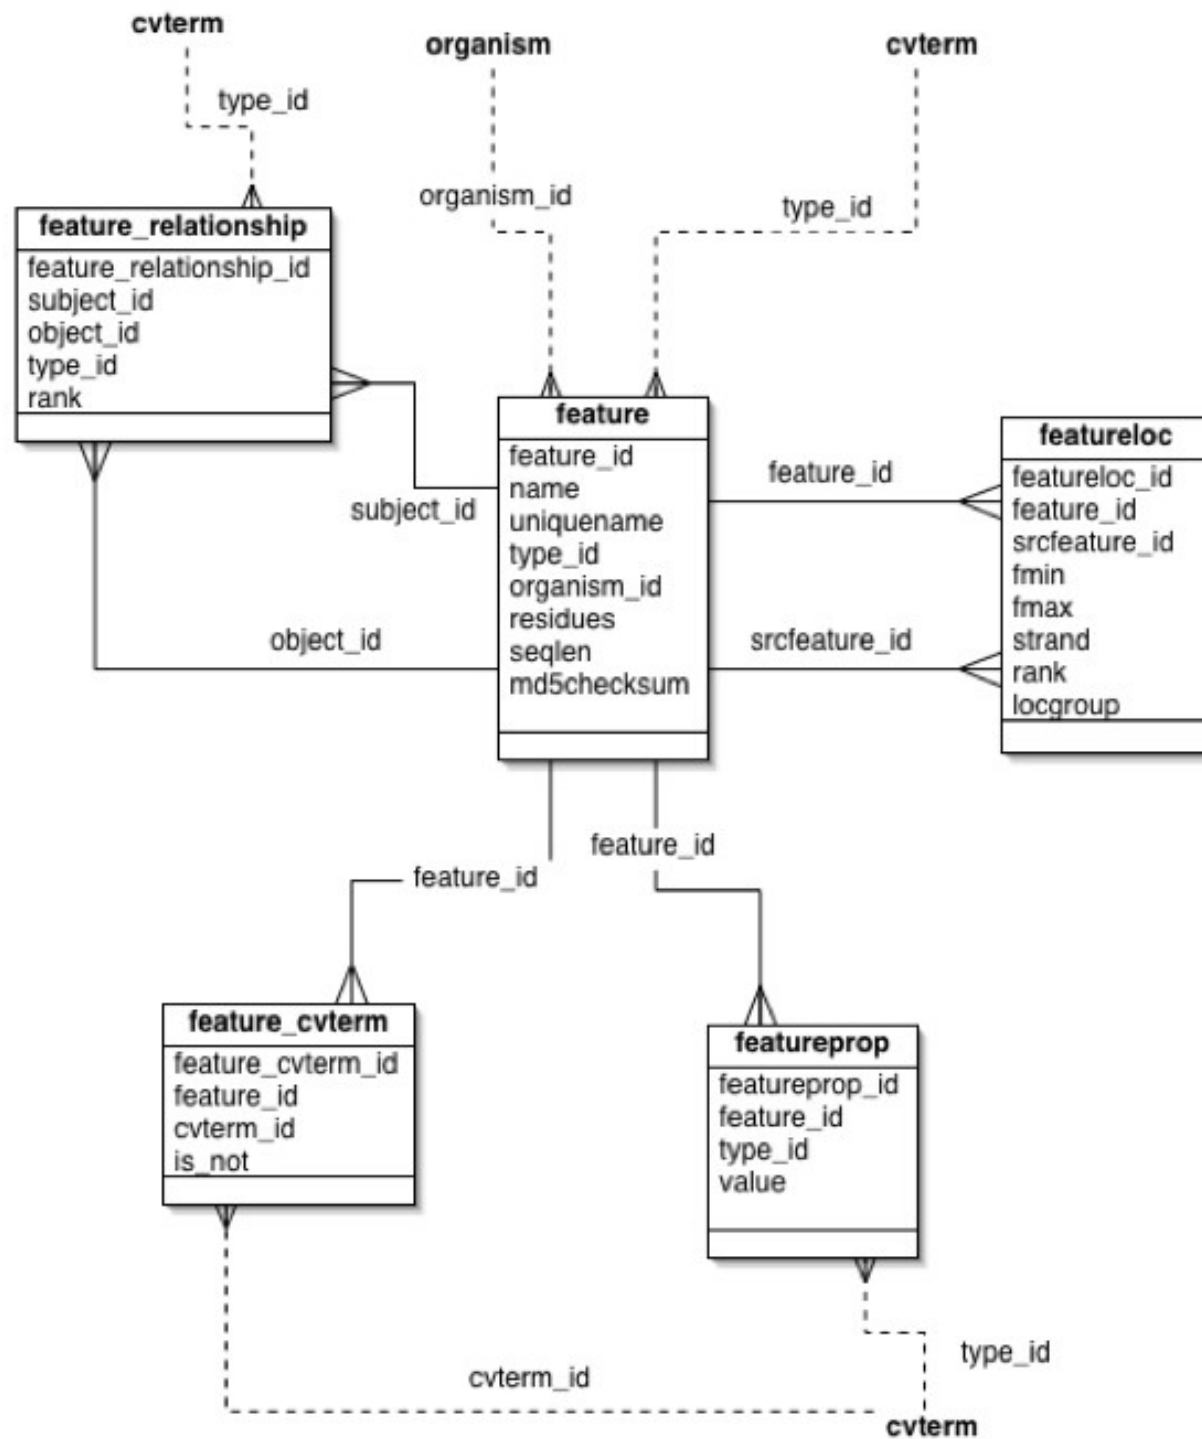 cvterm
organism
cvterm
type_id
organism_id
type_id
feature_relationship
feature_relationship_id
subject_id
object_id
type_id
rank
subject_id
object_id
feature
feature_id
name
uniquename
type_id
organism_id
residues
seqlen
md5checksum
feature_id
srcfeature_id
featureloc
featureloc_id
feature_id
srcfeature_id
fmin
fmax
strand
rank
locgroup
feature_id
feature_id
feature_cvterm
feature_cvterm_id
feature_id
cvterm_id
is_not
featureprop
featureprop_id
feature_id
type_id
value
type_id
cvterm_id
cvterm